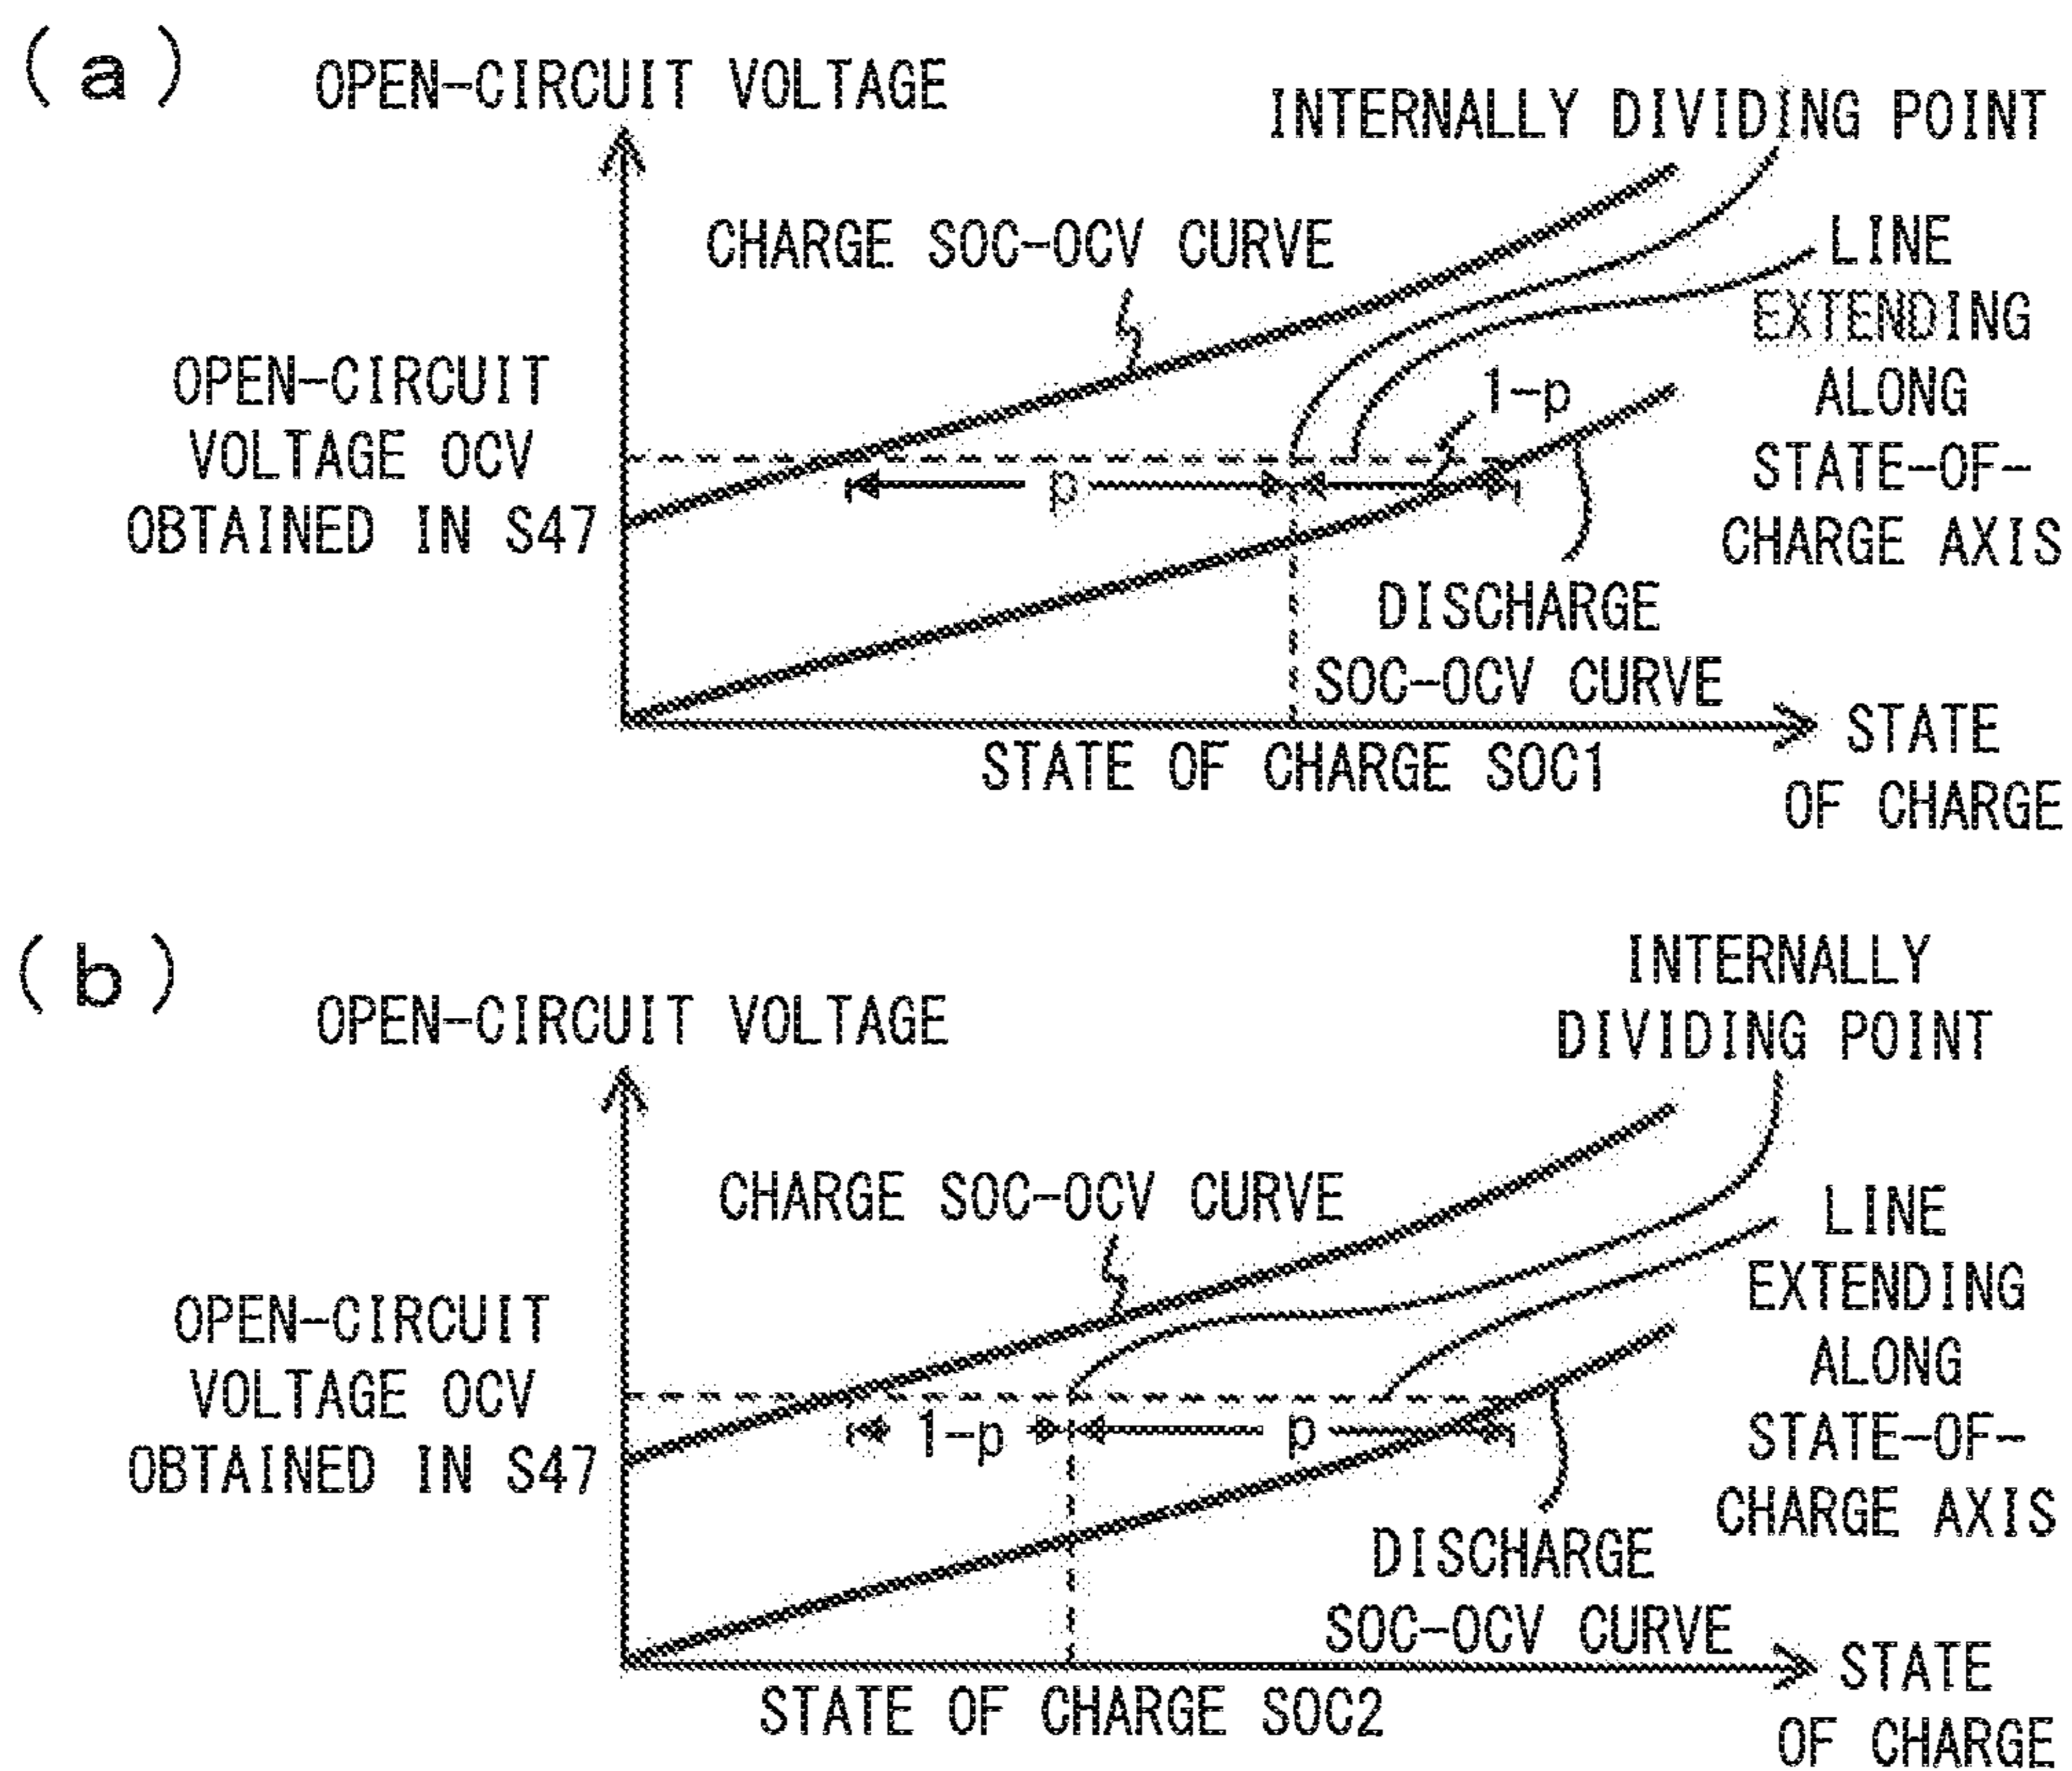 (a)
OPEN-CIRCUIT VOLTAGE
INTERNALLY DIVIDING POINT
CHARGE SOC-OCV CURVE
LINE
EXTENDING
ALONG
STATE-OF-
CHARGE AXIS
OPEN-CIRCUIT
VOLTAGE OCV
OBTAINED IN S47
1-p
p
DISCHARGE
SOC-OCV CURVE
STATE OF CHARGE SOC1
STATE
OF CHARGE
(b)
OPEN-CIRCUIT VOLTAGE
INTERNALLY
DIVIDING POINT
CHARGE SOC-OCV CURVE
LINE
EXTENDING
ALONG
STATE-OF-
CHARGE AXIS
OPEN-CIRCUIT
VOLTAGE OCV
OBTAINED IN S47
1-p
p
DISCHARGE
SOC-OCV CURVE
STATE OF CHARGE SOC2
STATE
OF CHARGE